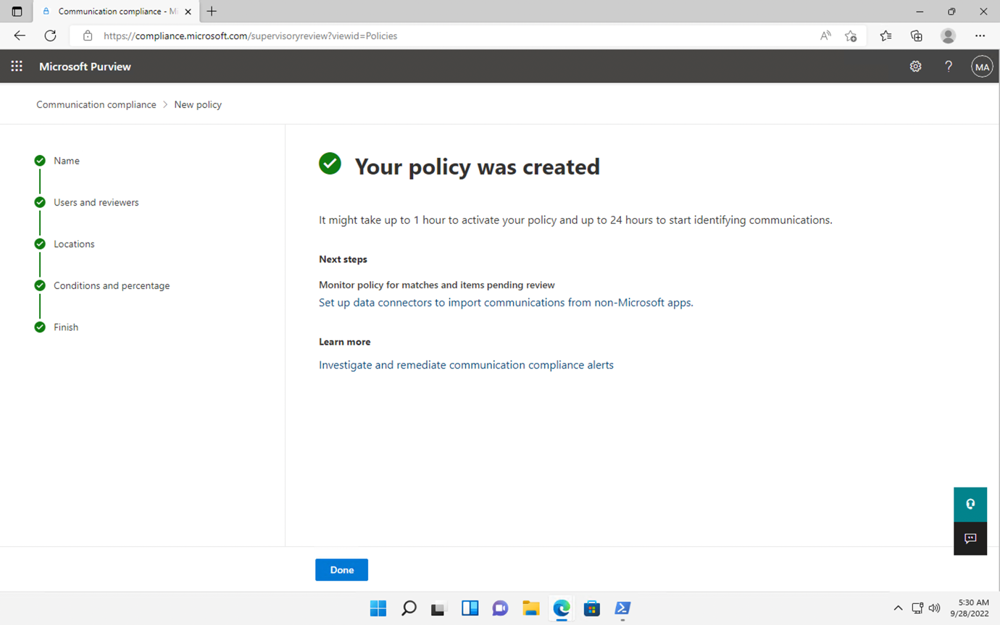 Communication compliance - Mi
https://compliance.microsoft.com/supervisoryreview?viewid=Policies
Microsoft Purview
MA
Communication compliance > New policy
Name
Users and reviewers
Locations
Conditions and percentage
Finish
Your policy was created
It might take up to 1 hour to activate your policy and up to 24 hours to start identifying communications.
Next steps
Monitor policy for matches and items pending review
Set up data connectors to import communications from non-Microsoft apps.
Learn more
Investigate and remediate communication compliance alerts
Done
5:30 AM
9/28/2022